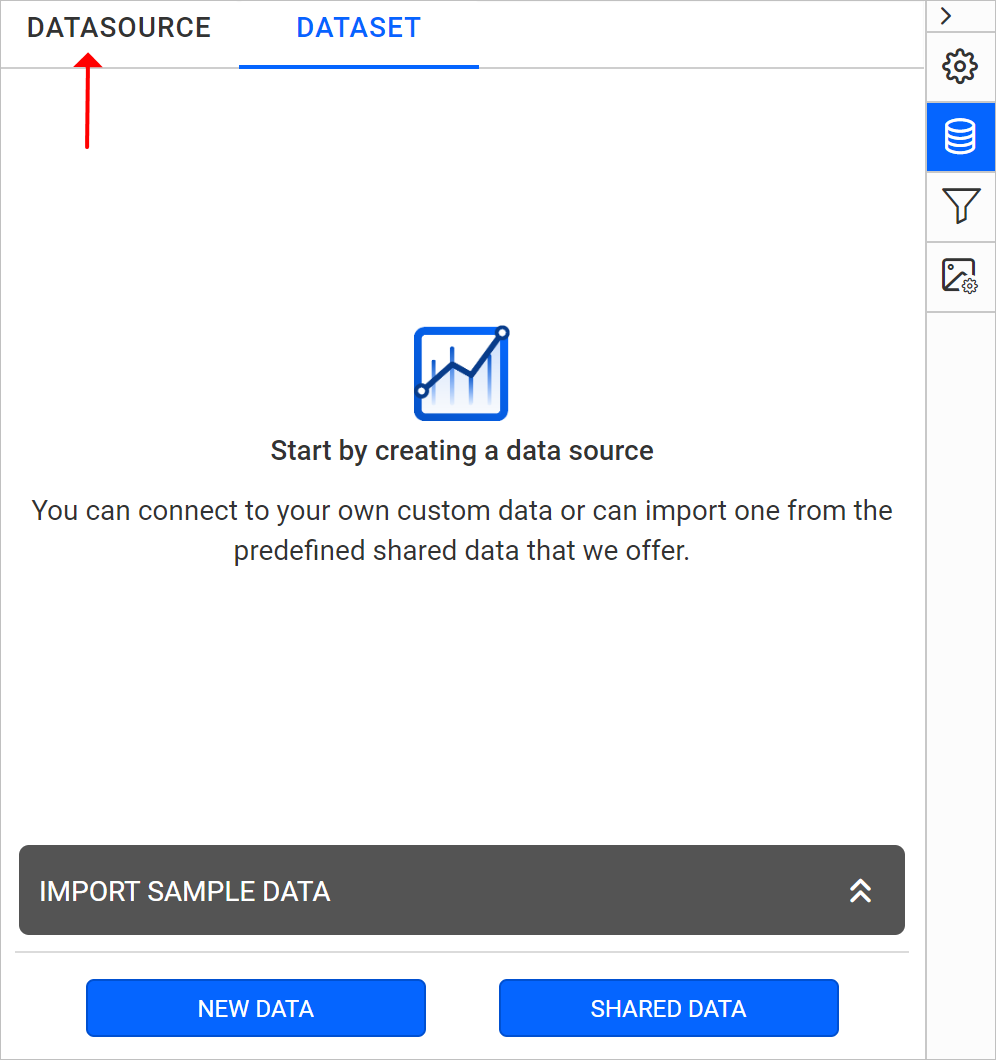 DATASOURCE DATASET
Start by creating a data source
You can connect to your own custom data or can import one from the
predefined shared data that we offer.
IMPORT SAMPLE DATA
NEW DATA SHARED DATA